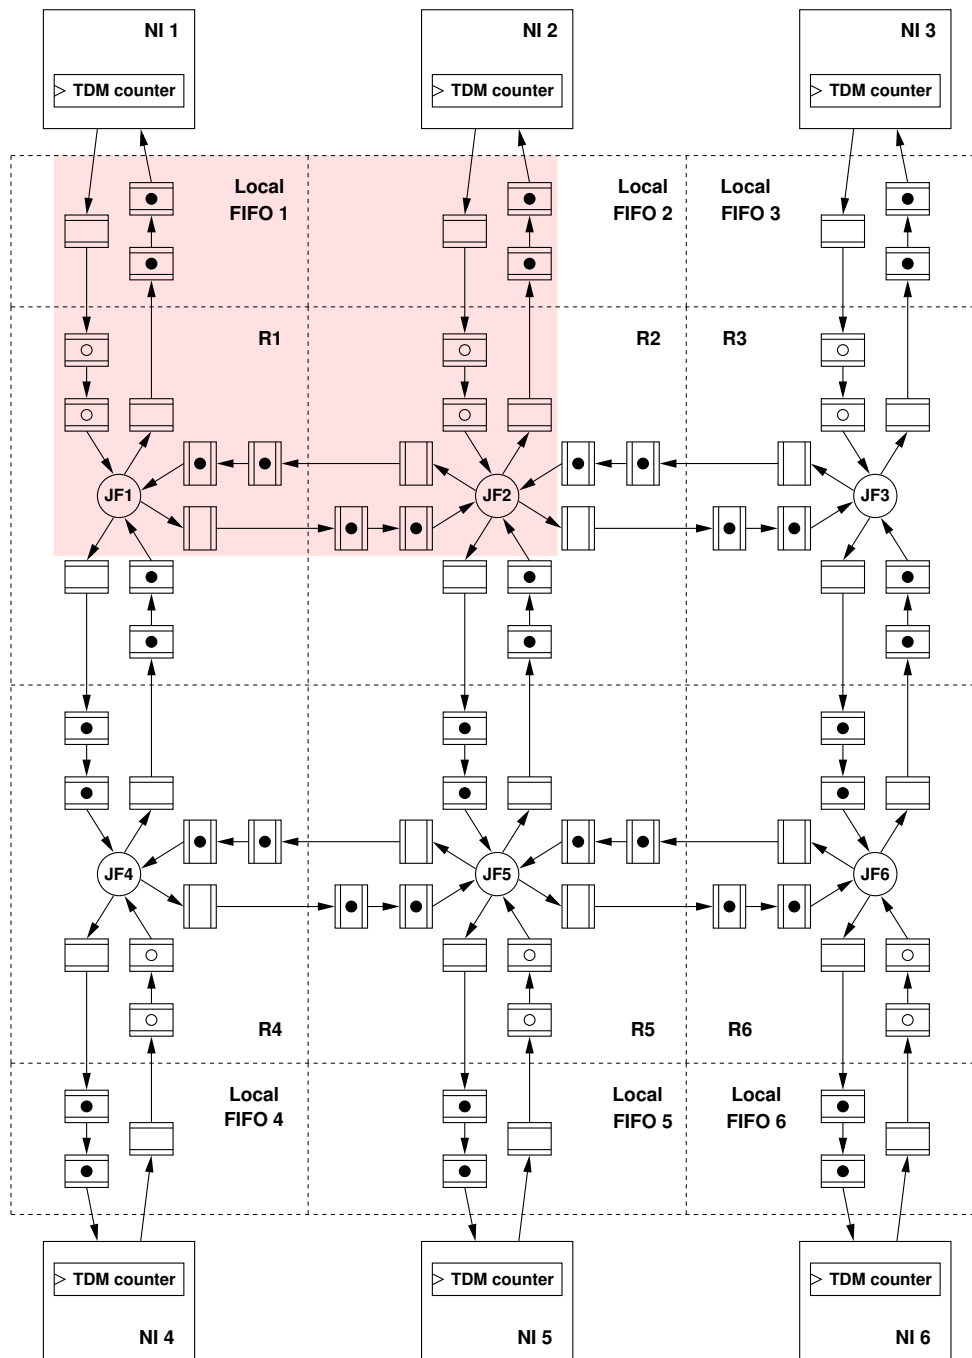 NI 1
NI 2
NI 3
TDM counter
TDM counter
TDM counter
Local
FIFO 1
Local
FIFO 2
Local
FIFO 3
R1
R2
R3
JF1
JF2
JF3
JF4
JF5
JF6
R4
R5
R6
Local
FIFO 4
Local
FIFO 5
Local
FIFO 6
TDM counter
TDM counter
TDM counter
NI 4
NI 5
NI 6